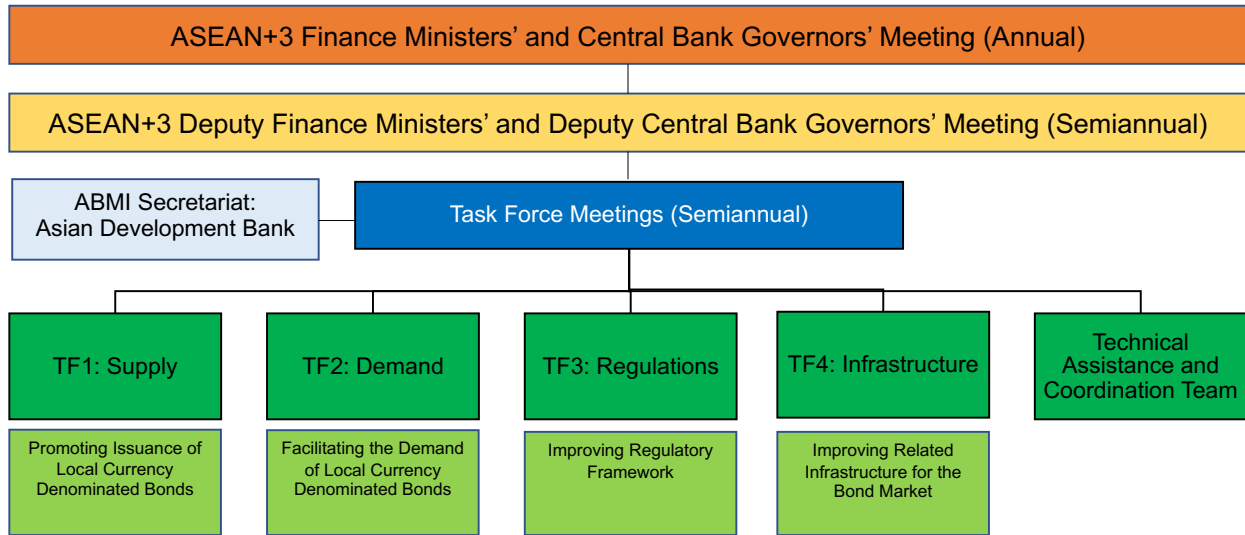 ASEAN+3 Finance Ministers’ and Central Bank Governors’ Meeting (Annual)
ASEAN+3 Deputy Finance Ministers’ and Deputy Central Bank Governors’ Meeting (Semiannual)
ABMI Secretariat:
Asian Development Bank
Task Force Meetings (Semiannual)
TF1: Supply
TF2: Demand
TF3: Regulations
TF4: Infrastructure
Technical
Assistance and
Coordination Team
Promoting Issuance of
Local Currency
Denominated Bonds
Facilitating the Demand
of Local Currency
Denominated Bonds
Improving Regulatory
Framework
Improving Related
Infrastructure for the
Bond Market